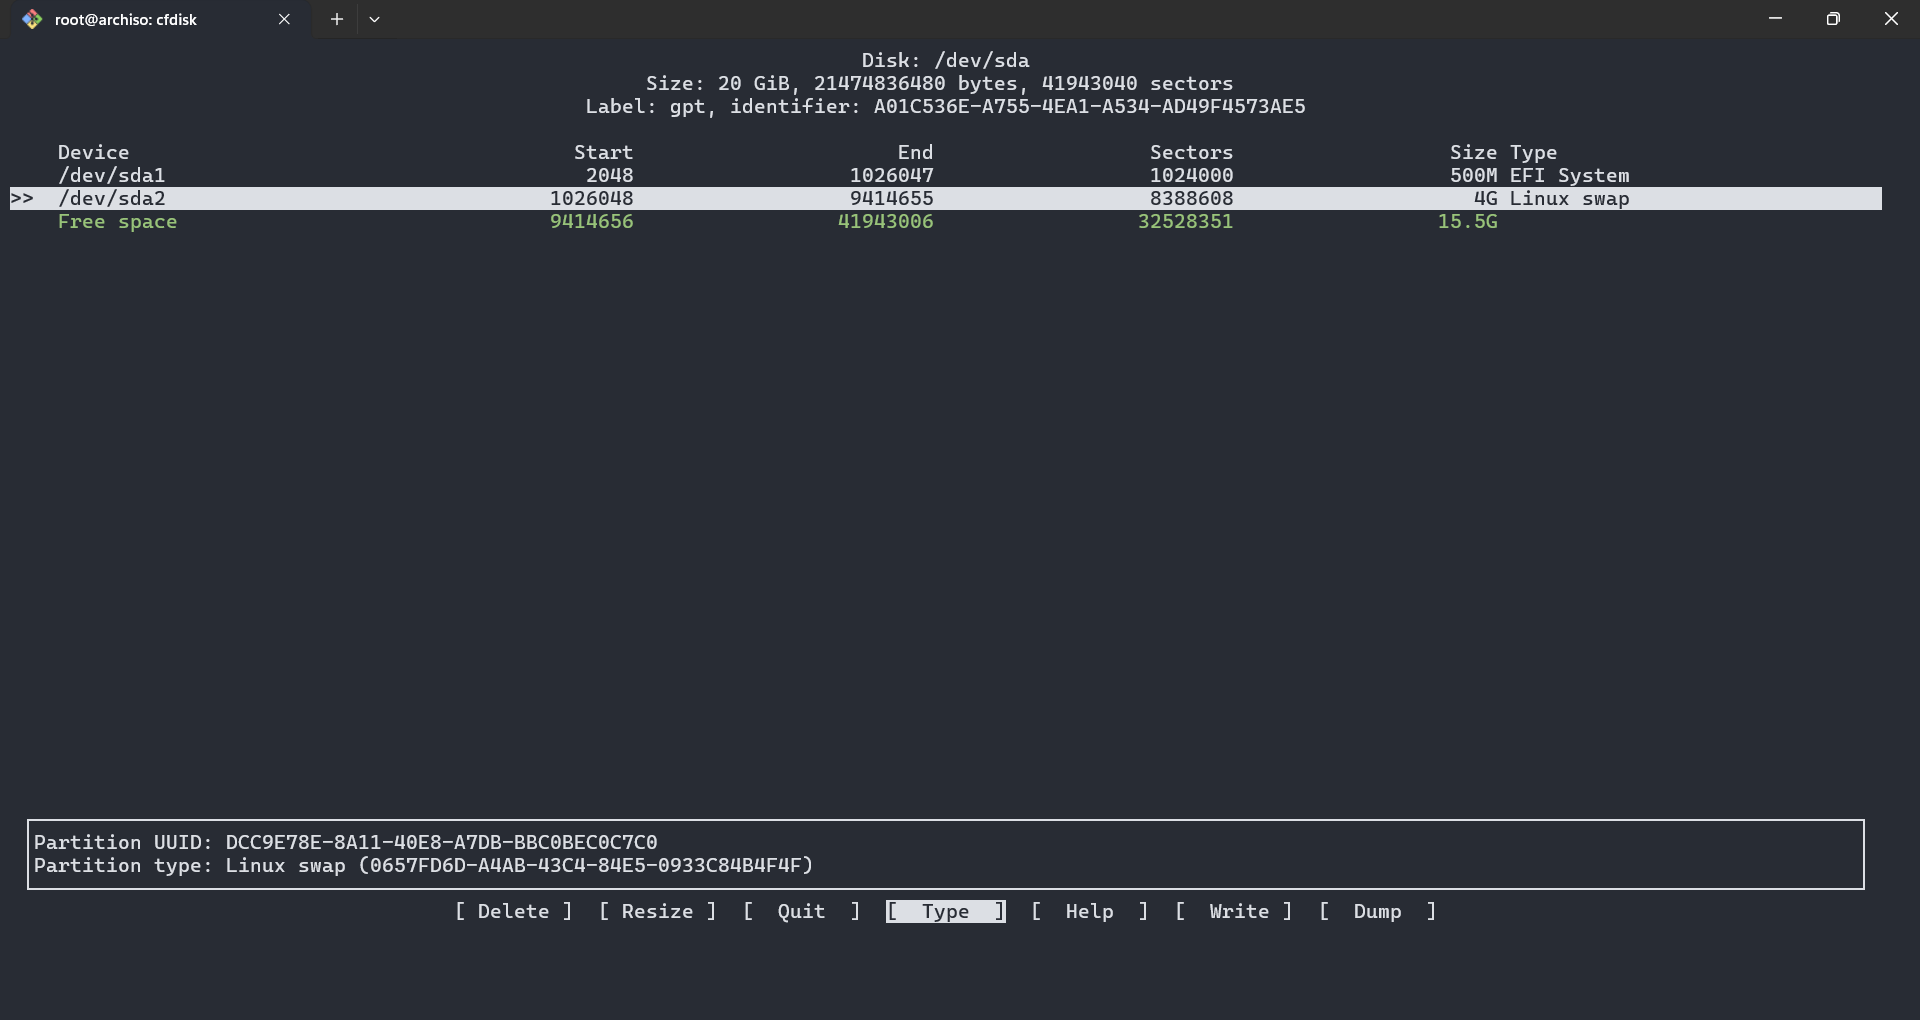 root@archiso: cfdisk
Disk: /dev/sda
Size: 20 GiB, 21474836480 bytes, 41943040 sectors
Label: gpt, identifier: A01C536E-A755-4EA1-A534-AD49F4573AE5
Device Start End Sectors Size Type
/dev/sda1 2048 1026047 1024000 500M EFI System
>> /dev/sda2 1026048 9414655 8388608 4G Linux swap
Free space 9414656 41943006 32528351 15.5G
Partition UUID: DCC9E78E-8A11-40E8-A7DB-BBC0BEC0C7C0
Partition type: Linux swap (0657FD6D-A4AB-43C4-84E5-0933C84B4F4F)
[ Delete ] [ Resize ] [ Quit ] [ Type ] [ Help ] [ Write ] [ Dump ]